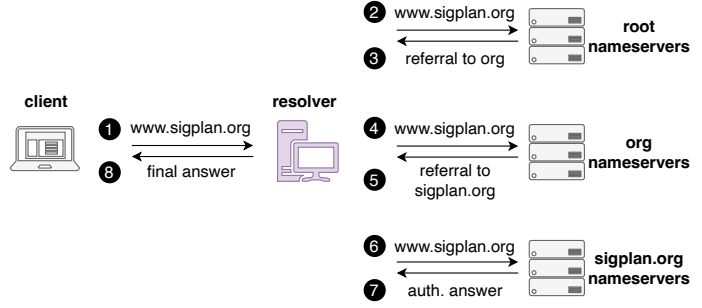 client
resolver
1 www.sigplan.org
8 final answer
2 www.sigplan.org
3 referral to org
root
nameservers
4 www.sigplan.org
5 referral to
sigplan.org
org
nameservers
6 www.sigplan.org
7 auth. answer
sigplan.org
nameservers